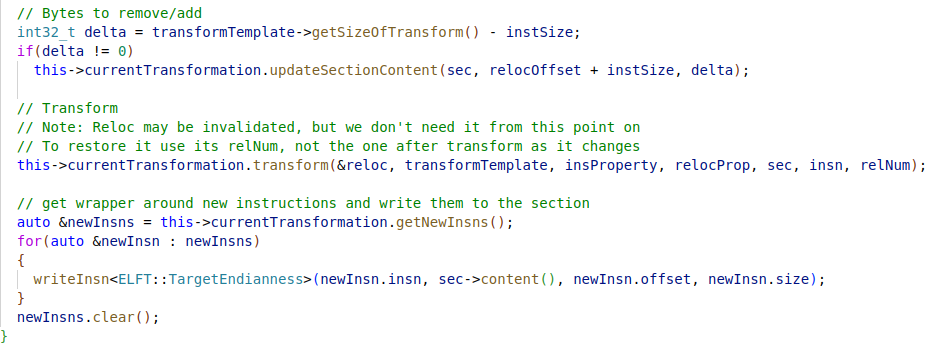 // Bytes to remove/add
int32_t delta = transformTemplate->getSizeOfTransform() - instSize;
if(delta != 0)
this->currentTransformation.updateSectionContent(sec, relocOffset + instSize, delta);
// Transform
// Note: Reloc may be invalidated, but we don't need it from this point on
// To restore it use its relNum, not the one after transform as it changes
this->currentTransformation.transform(&reloc, transformTemplate, insProperty, relocProp, sec, insn, relNum);
// get wrapper around new instructions and write them to the section
auto &newInsns = this->currentTransformation.getNewInsns();
for(auto &newInsn : newInsns)
{
writeInsn<ELFT::TargetEndianness>(newInsn.insn, sec->content(), newInsn.offset, newInsn.size);
}
newInsns.clear();
}